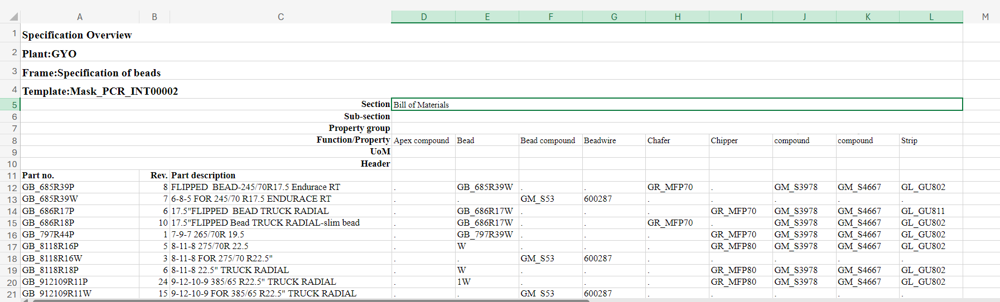 A B C D E F G H I J K L M
1 Specification Overview
2 Plant:GYO
3 Frame:Specification of beads
4 Template:Mask_PCR_INT00002
5 Section Bill of Materials
6 Sub-section
7 Property group
8 Function/Property Apex compound Bead Bead compound Beadwire Chafer Chipper compound compound Strip
9 UoM
10 Header
11 Part no. Rev. Part description
12 GB_685R39P 8 FLIPPED  BEAD-245/70R17.5 Endurace RT . GB_685R39W . . GR_MFP70 . GM_S3978 GM_S4667 GL_GU802
13 GB_685R39W 7 6-8-5 FOR 245/70 R17.5 ENDURACE RT . . GM_S53 600287 . . . . .
14 GB_686R17P 6 17.5"FLIPPED  BEAD TRUCK RADIAL . GB_686R17W . . . GR_MFP70 GM_S3978 GM_S4667 GL_GU811
15 GB_686R18P 10 17.5"FLIPPED Bead TRUCK RADIAL-slim bead . GB_686R17W . . GR_MFP70 . GM_S3978 GM_S4667 GL_GU802
16 GB_797R44P 1 7-9-7 265/70R 19.5 . GB_797R39W . . . GR_MFP70 GM_S3978 GM_S4667 GL_GU802
17 GB_8118R16P 5 8-11-8 275/70R 22.5 . W . . . GR_MFP80 GM_S3978 GM_S4667 GL_GU802
18 GB_8118R16W 3 8-11-8 FOR 275/70 R22.5" . . GM_S53 600287 . . . . .
19 GB_8118R18P 6 8-11-8 22.5" TRUCK RADIAL . W . . . GR_MFP80 GM_S3978 GM_S4667 GL_GU802
20 GB_912109R11P 24 9-12-10-9 385/65 R22.5" TRUCK RADIAL . 1W . . . GR_MFP80 GM_S3978 GM_S4667 GL_GU802
21 GB_912109R11W 15 9-12-10-9 FOR 385/65 R22.5" TRUCK RADIAL . . GM_S53 600287 . . . . .